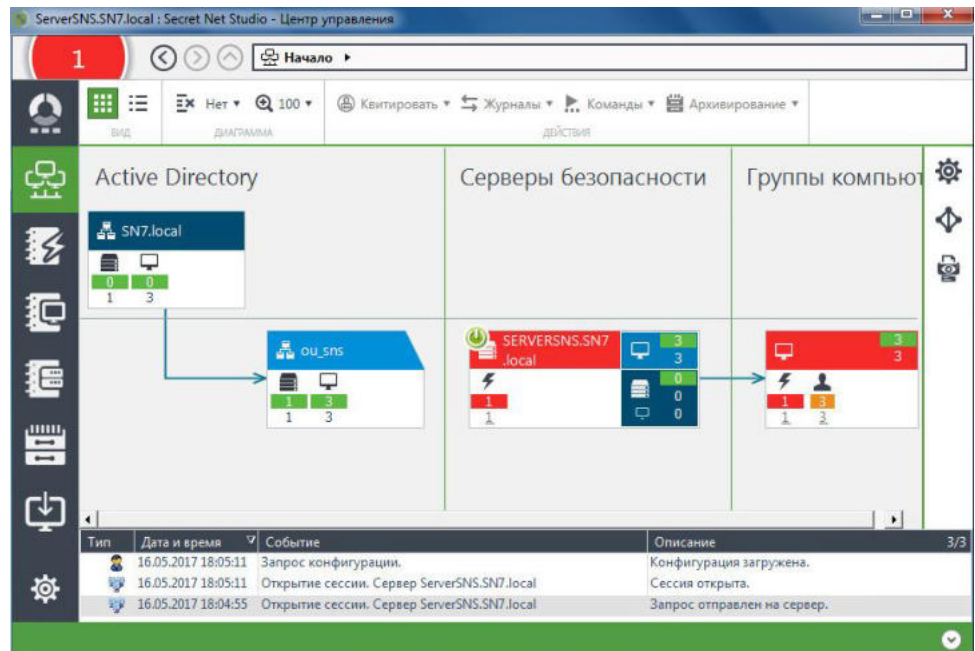 ServerSNS.SN7.local : Secret Net Studio - Центр управления
1
Начало
Нет
100
Квитировать
Журналы
Команды
Архивирование
ВИД
ДИАГРАММА
ДЕЙСТВИЯ
Active Directory
Серверы безопасности
Группы компьют
SN7.local
0 0
1 3
ou_sns
1 3
1 3
SERVERSNS.SN7
.local
1
1
3
3
0
0
0
3
3
1 3
1 3
Тип Дата и время Событие Описание 3/3
16.05.2017 18:05:11 Запрос конфигурации. Конфигурация загружена.
16.05.2017 18:05:11 Открытие сессии. Сервер ServerSNS.SN7.local Сессия открыта.
16.05.2017 18:04:55 Открытие сессии. Сервер ServerSNS.SN7.local Запрос отправлен на сервер.